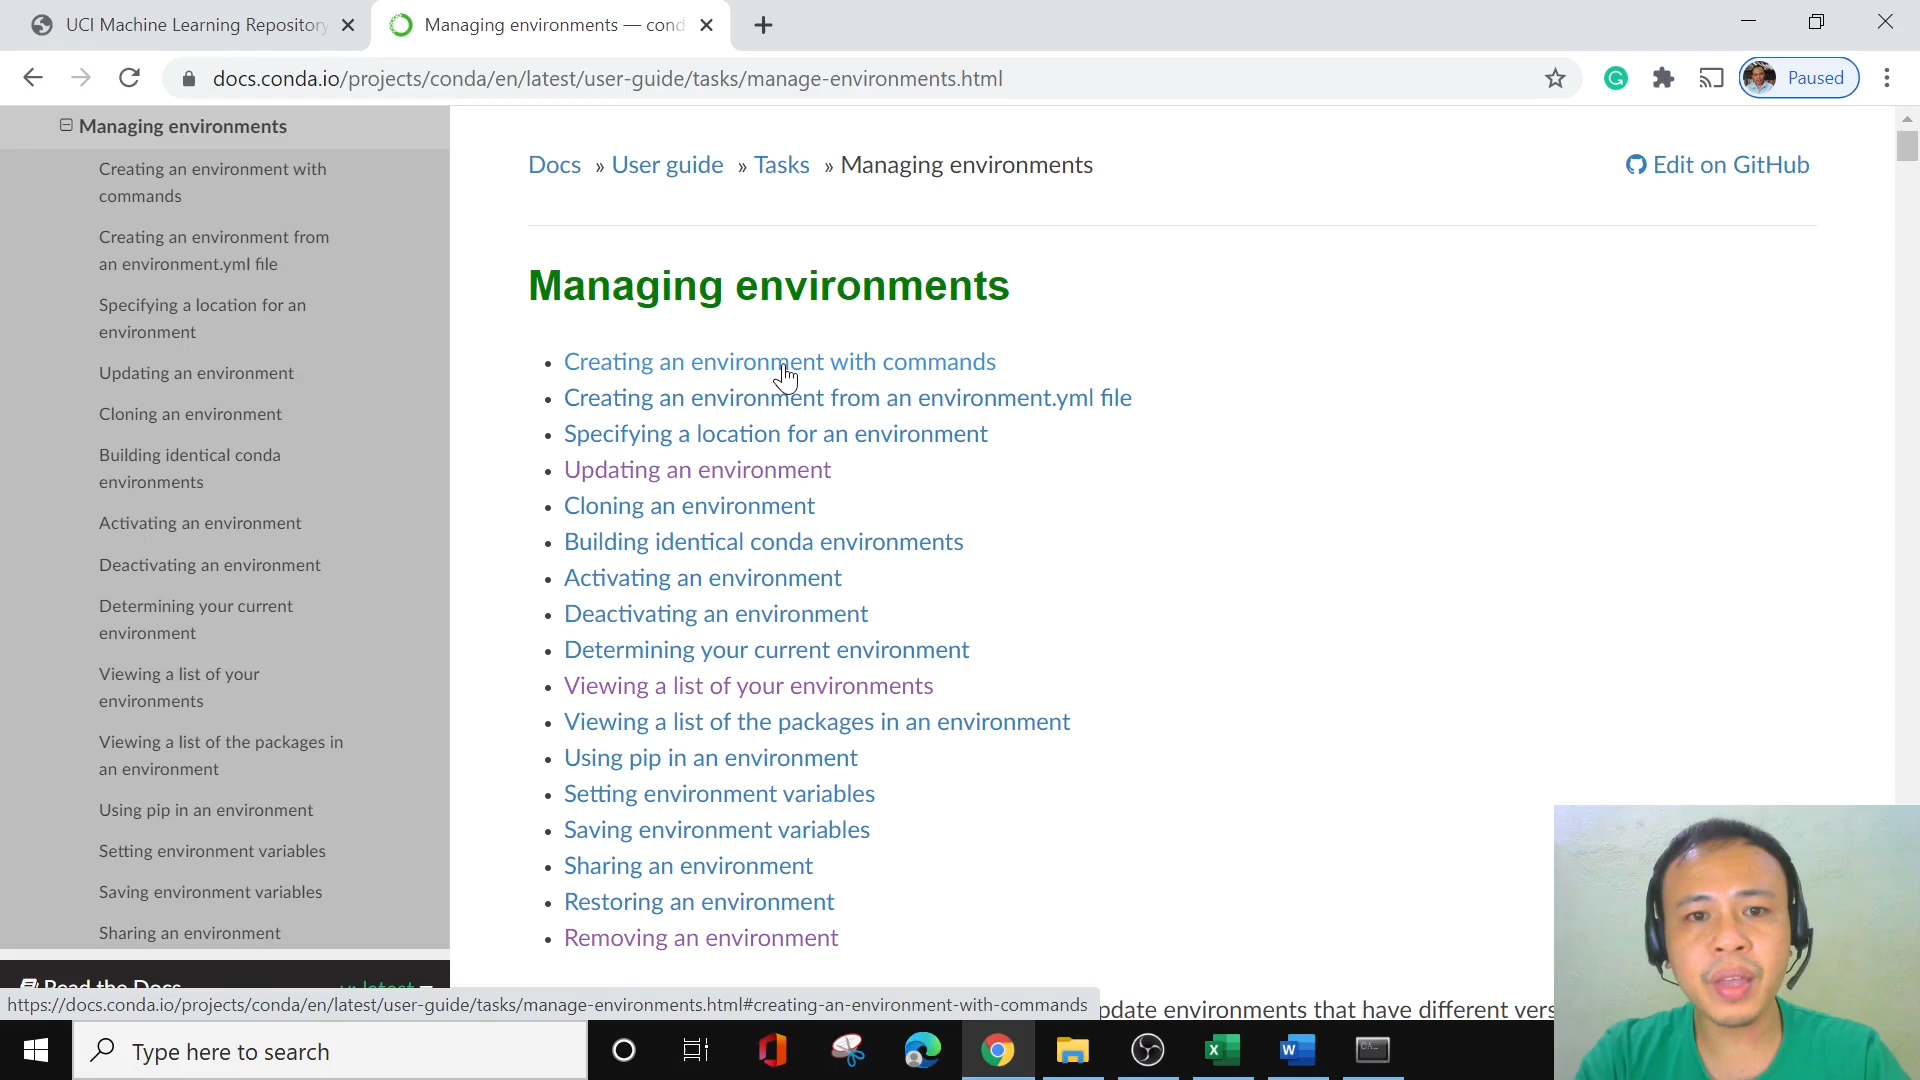 UCI Machine Learning Repository
Managing environments — cond
docs.conda.io/projects/conda/en/latest/user-guide/tasks/manage-environments.html
Paused
Managing environments
Creating an environment with
commands
Creating an environment from
an environment.yml file
Specifying a location for an
environment
Updating an environment
Cloning an environment
Building identical conda
environments
Activating an environment
Deactivating an environment
Determining your current
environment
Viewing a list of your
environments
Viewing a list of the packages in
an environment
Using pip in an environment
Setting environment variables
Saving environment variables
Sharing an environment
Read the Docs v: latest
Docs » User guide » Tasks » Managing environments
Edit on GitHub
Managing environments
• Creating an environment with commands
• Creating an environment from an environment.yml file
• Specifying a location for an environment
• Updating an environment
• Cloning an environment
• Building identical conda environments
• Activating an environment
• Deactivating an environment
• Determining your current environment
• Viewing a list of your environments
• Viewing a list of the packages in an environment
• Using pip in an environment
• Setting environment variables
• Saving environment variables
• Sharing an environment
• Restoring an environment
• Removing an environment
pdate environments that have different vers
https://docs.conda.io/projects/conda/en/latest/user-guide/tasks/manage-environments.html#creating-an-environment-with-commands
Type here to search